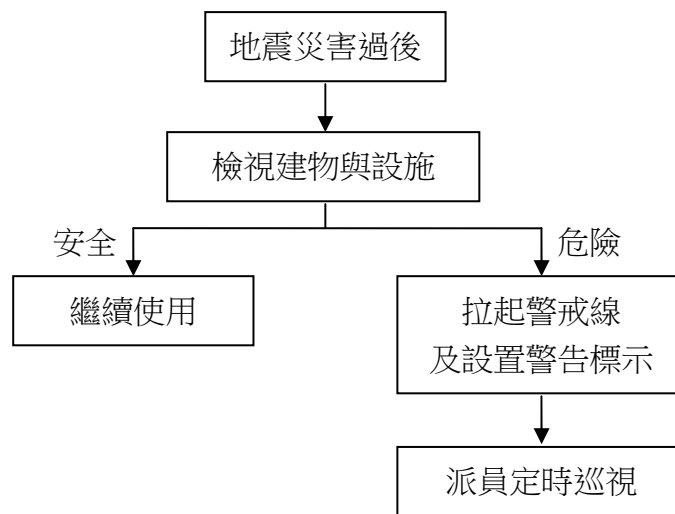 地震災害過後
檢視建物與設施
安全
危險
繼續使用
拉起警戒線
及設置警告標示
派員定時巡視